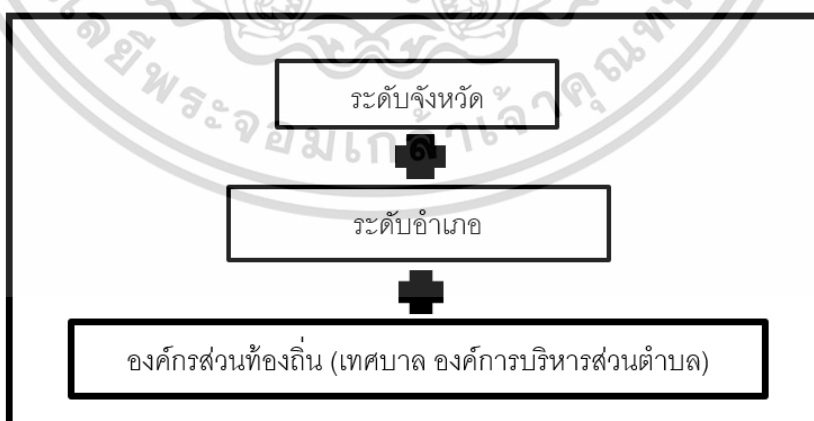 ระดับจังหวัด
ระดับอำเภอ
องค์กรส่วนท้องถิ่น (เทศบาล องค์การบริหารส่วนตำบล)